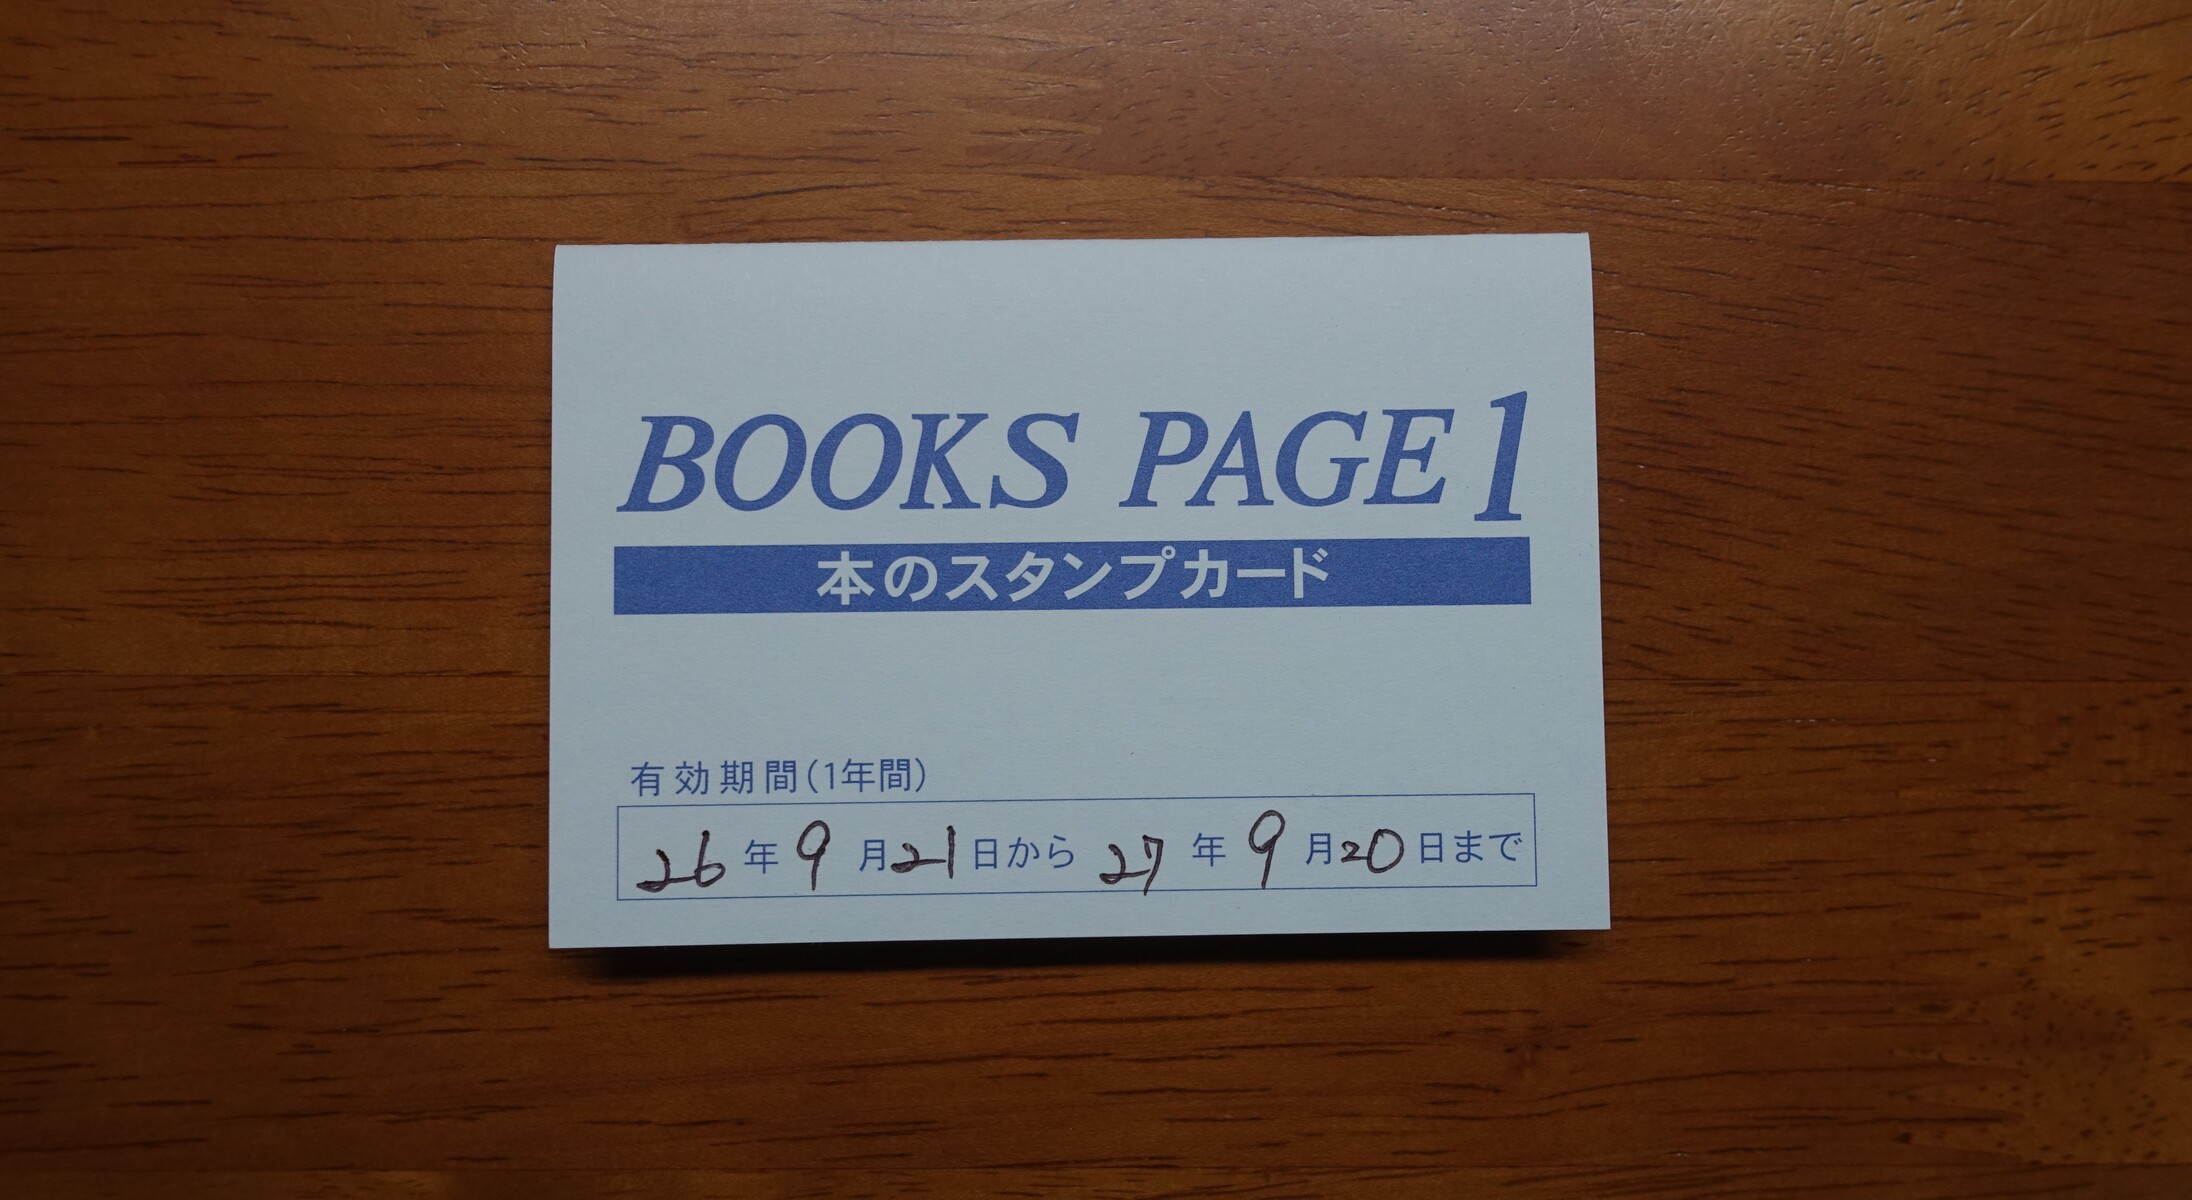 BOOKS PAGE 1
本のスタンプカード
有効期間(1年間)
26年9月21日から27年9月20日まで